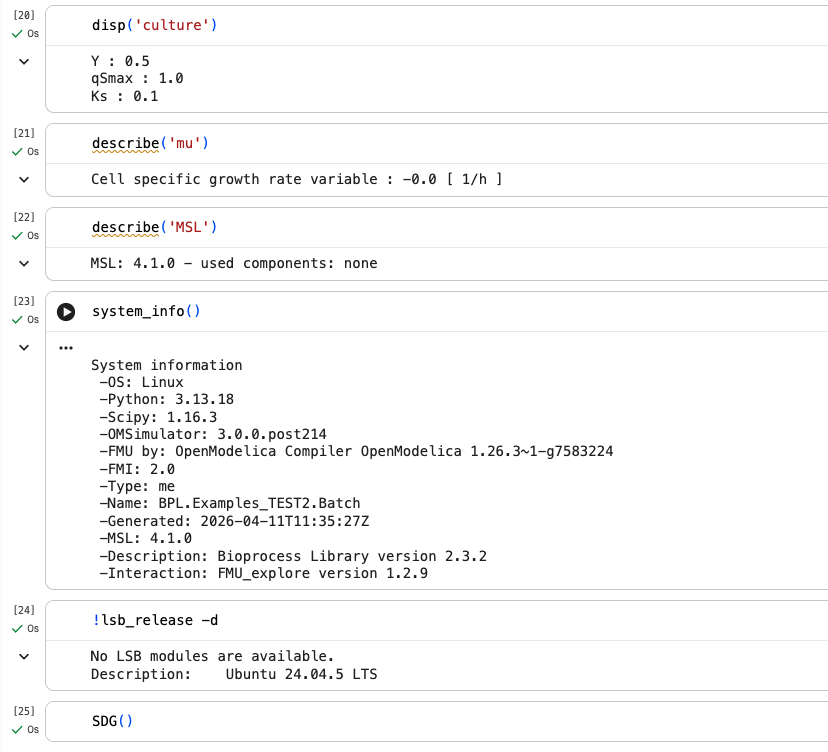 [20]
0s
disp('culture')
Y : 0.5
qSmax : 1.0
Ks : 0.1
[21]
0s
describe('mu')
Cell specific growth rate variable : -0.0 [ 1/h ]
[22]
0s
describe('MSL')
MSL: 4.1.0 - used components: none
[23]
0s
system_info()
...
System information
-OS: Linux
-Python: 3.13.18
-Scipy: 1.16.3
-OMSimulator: 3.0.0.post214
-FMU by: OpenModelica Compiler OpenModelica 1.26.3~1-g7583224
-FMI: 2.0
-Type: me
-Name: BPL.Examples_TEST2.Batch
-Generated: 2026-04-11T11:35:27Z
-MSL: 4.1.0
-Description: Bioprocess Library version 2.3.2
-Interaction: FMU_explore version 1.2.9
[24]
0s
!lsb_release -d
No LSB modules are available.
Description:    Ubuntu 24.04.5 LTS
[25]
0s
SDG()